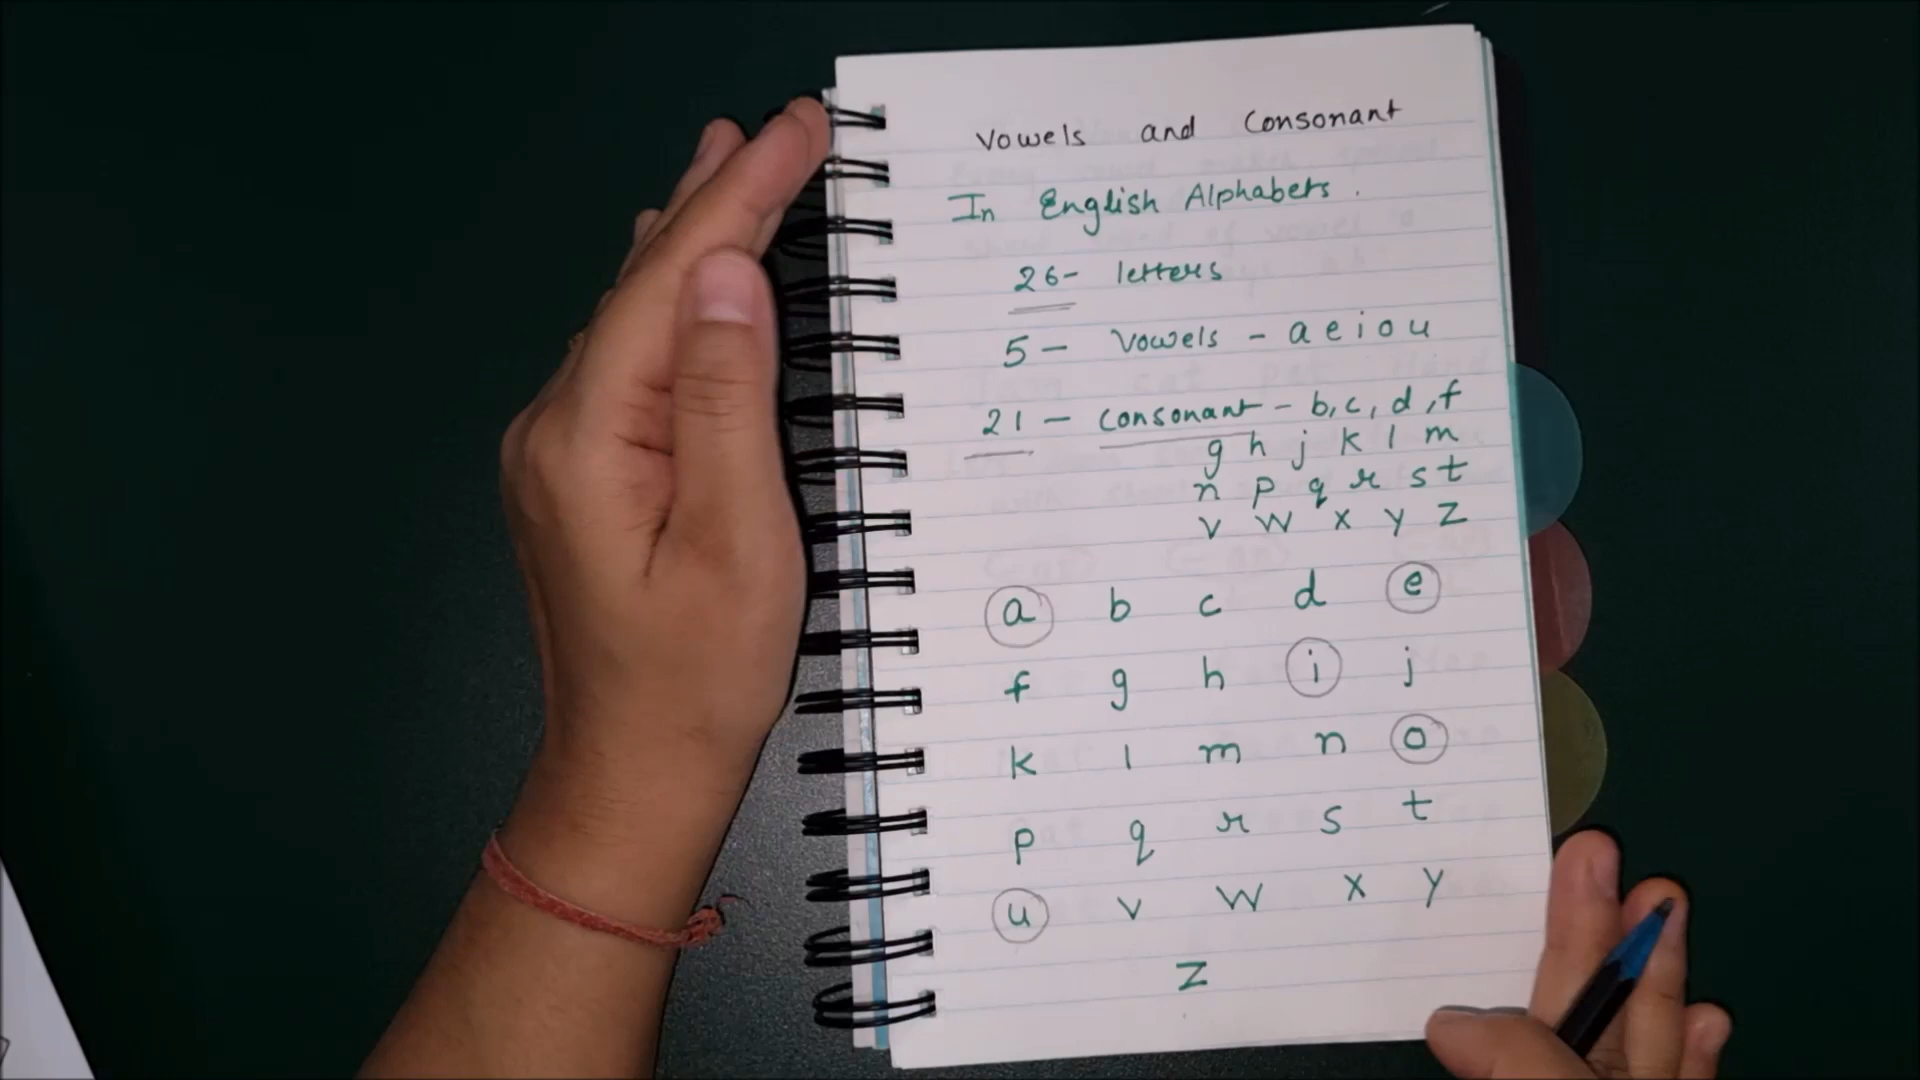 Vowels and Consonant
In English Alphabets.
26- letters
5 - Vowels - a e i o u
21 - Consonant - b, c, d, f
g h j k l m
n p q r s t
v w x y z
a b c d e
f g h i j
k l m n o
p q r s t
u v w x y
z